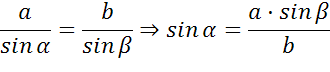 a / sin α = b / sin β ⇒ sin α = a · sin β / b